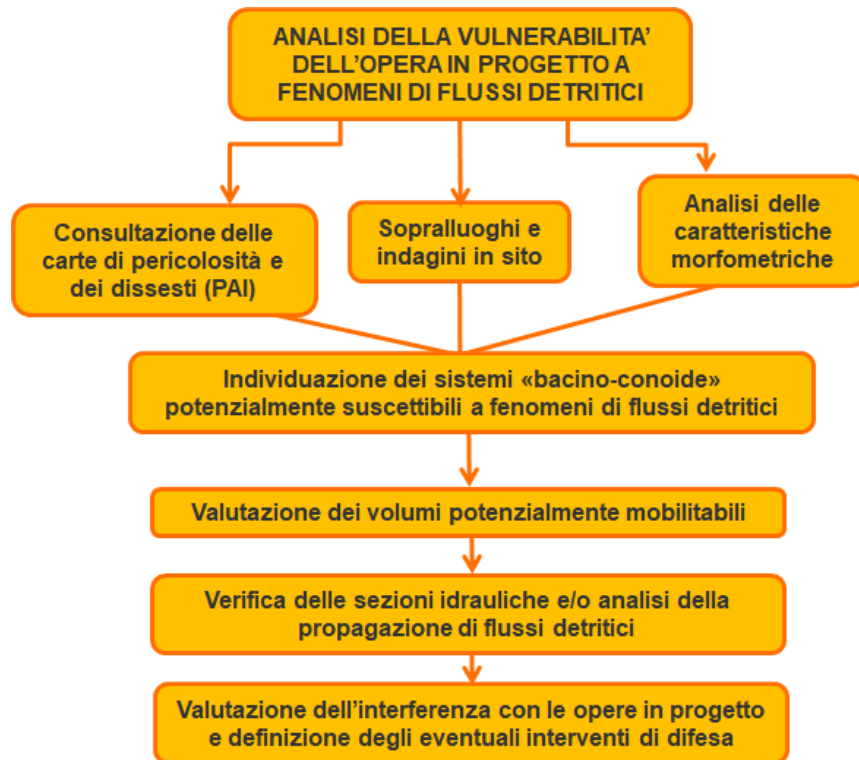 ANALISI DELLA VULNERABILITA’
DELL’OPERA IN PROGETTO A
FENOMENI DI FLUSSI DETRITICI
Consultazione delle
carte di pericolosità e
dei dissesti (PAI)
Sopralluoghi e
indagini in sito
Analisi delle
caratteristiche
morfometriche
Individuazione dei sistemi «bacino-conoide»
potenzialmente suscettibili a fenomeni di flussi detritici
Valutazione dei volumi potenzialmente mobilitabili
Verifica delle sezioni idrauliche e/o analisi della
propagazione di flussi detritici
Valutazione dell’interferenza con le opere in progetto
e definizione degli eventuali interventi di difesa